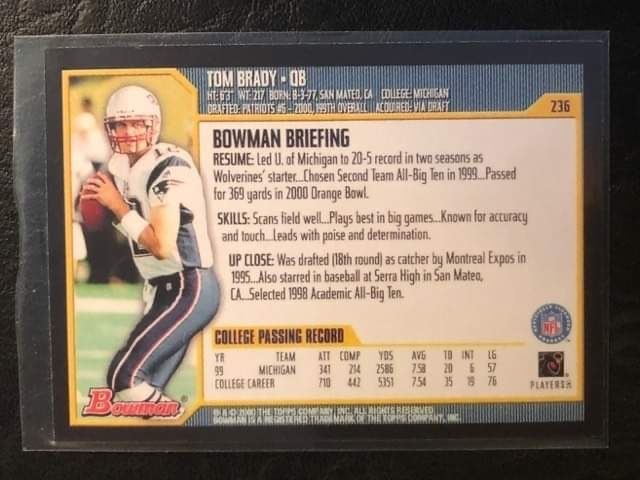 TOM BRADY • QB
HT: 6'3" WT: 217 BORN: 8-3-77, SAN MATEO, CA COLLEGE: MICHIGAN
DRAFTED: PATRIOTS #6 - 2000, 199TH OVERALL ACQUIRED: VIA DRAFT
236
BOWMAN BRIEFING
RESUME: Led U. of Michigan to 20-5 record in two seasons as
Wolverines' starter...Chosen Second Team All-Big Ten in 1999...Passed
for 369 yards in 2000 Orange Bowl.
SKILLS: Scans field well...Plays best in big games...Known for accuracy
and touch...Leads with poise and determination.
UP CLOSE: Was drafted (18th round) as catcher by Montreal Expos in
1995...Also starred in baseball at Serra High in San Mateo,
CA...Selected 1998 Academic All-Big Ten.
NFL
COLLEGE PASSING RECORD
YR TEAM ATT COMP YDS AVG TD INT LG
99 MICHIGAN 341 214 2586 7.58 20 6 57
COLLEGE CAREER 710 442 5351 7.54 35 19 76
PLAYERS INC
Bowman
® & © 2000 THE TOPPS COMPANY, INC. ALL RIGHTS RESERVED
BOWMAN IS A REGISTERED TRADEMARK OF THE TOPPS COMPANY, INC.